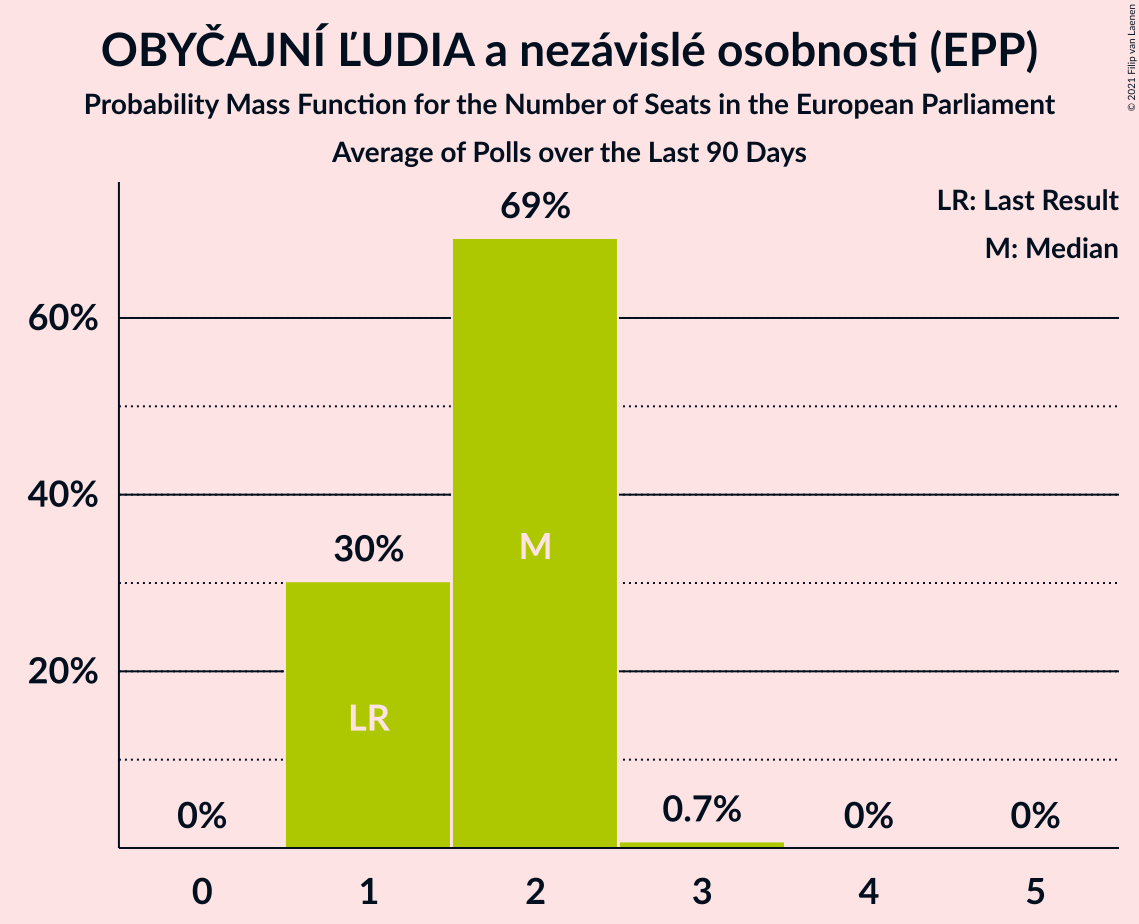 OBYČAJNÍ ĽUDIA a nezávislé osobnosti (EPP)
Probability Mass Function for the Number of Seats in the European Parliament
Average of Polls over the Last 90 Days
© 2021 Filip van Laenen
LR: Last Result
M: Median
69%
60%
40%
30%
M
20%
LR
0%
0.7%
0%
0%
0 1 2 3 4 5